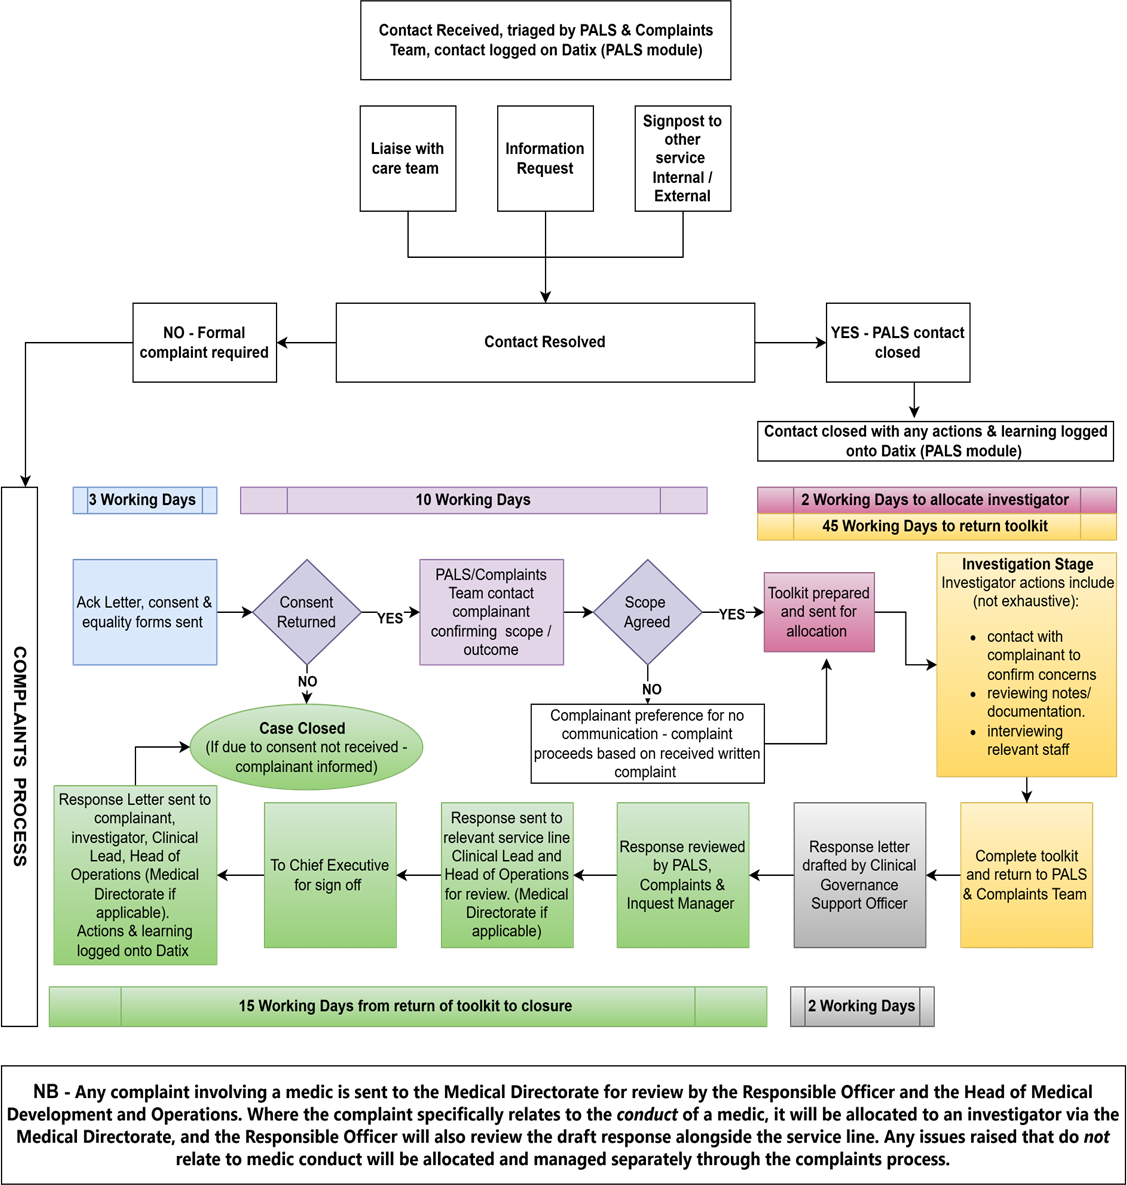 Contact Received, triaged by PALS & Complaints
Team, contact logged on Datix (PALS module)
Liaise with
care team
Information
Request
Signpost to
other
service
Internal /
External
NO - Formal
complaint required
Contact Resolved
YES - PALS contact
closed
Contact closed with any actions & learning logged
onto Datix (PALS module)
COMPLAINTS PROCESS
3 Working Days
10 Working Days
2 Working Days to allocate investigator
45 Working Days to return toolkit
Ack Letter, consent &
equality forms sent
Consent
Returned
YES
NO
PALS/Complaints
Team contact
complainant
confirming scope /
outcome
Scope
Agreed
YES
NO
Toolkit prepared
and sent for
allocation
Investigation Stage
Investigator actions include
(not exhaustive):
• contact with
complainant to
confirm concerns
• reviewing notes/
documentation.
• interviewing
relevant staff
Case Closed
(If due to consent not received -
complainant informed)
Complainant preference for no
communication - complaint
proceeds based on received written
complaint
Response Letter sent to
complainant,
investigator, Clinical
Lead, Head of
Operations (Medical
Directorate if
applicable).
Actions & learning
logged onto Datix
To Chief Executive
for sign off
Response sent to
relevant service line
Clinical Lead and
Head of Operations
for review. (Medical
Directorate if
applicable)
Response reviewed
by PALS,
Complaints &
Inquest Manager
Response letter
drafted by Clinical
Governance
Support Officer
Complete toolkit
and return to PALS
& Complaints Team
15 Working Days from return of toolkit to closure
2 Working Days
NB - Any complaint involving a medic is sent to the Medical Directorate for review by the Responsible Officer and the Head of Medical
Development and Operations. Where the complaint specifically relates to the conduct of a medic, it will be allocated to an investigator via the
Medical Directorate, and the Responsible Officer will also review the draft response alongside the service line. Any issues raised that do not
relate to medic conduct will be allocated and managed separately through the complaints process.